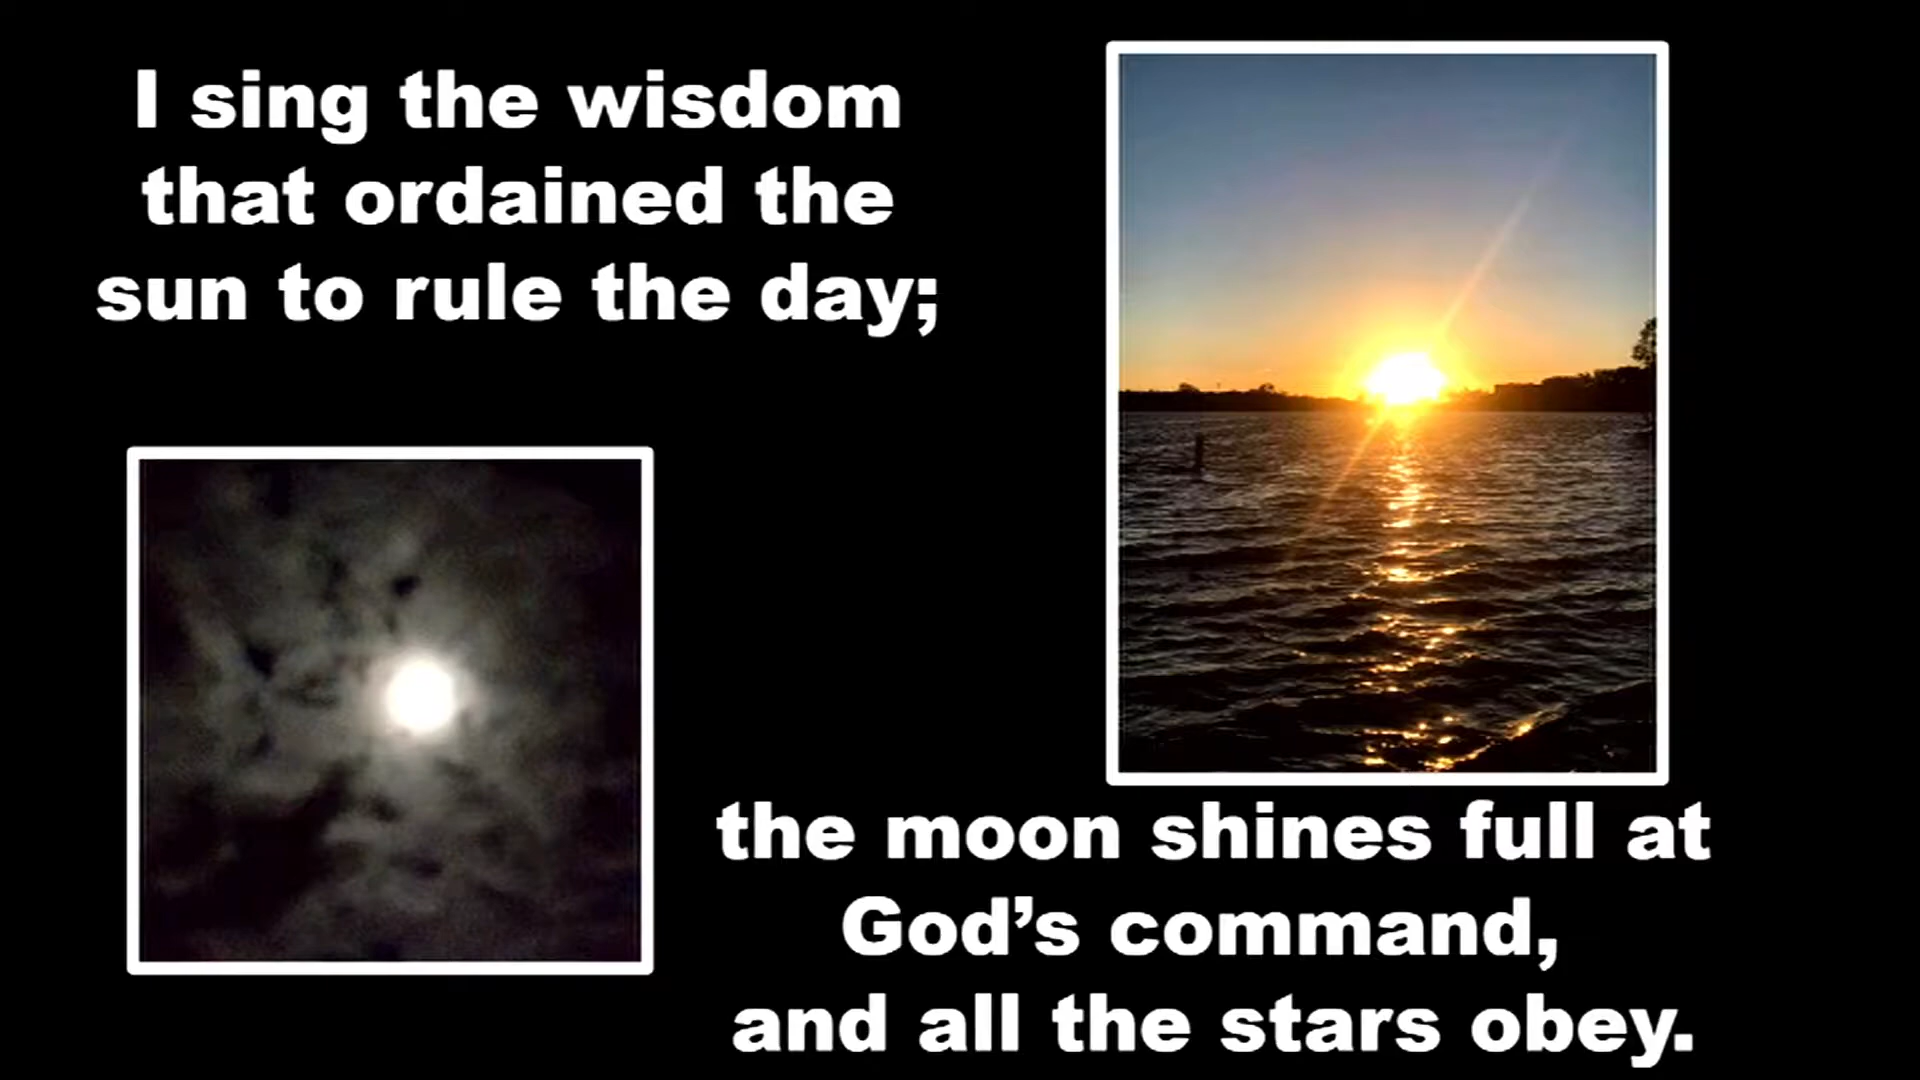 I sing the wisdom
that ordained the
sun to rule the day;
the moon shines full at
God’s command,
and all the stars obey.